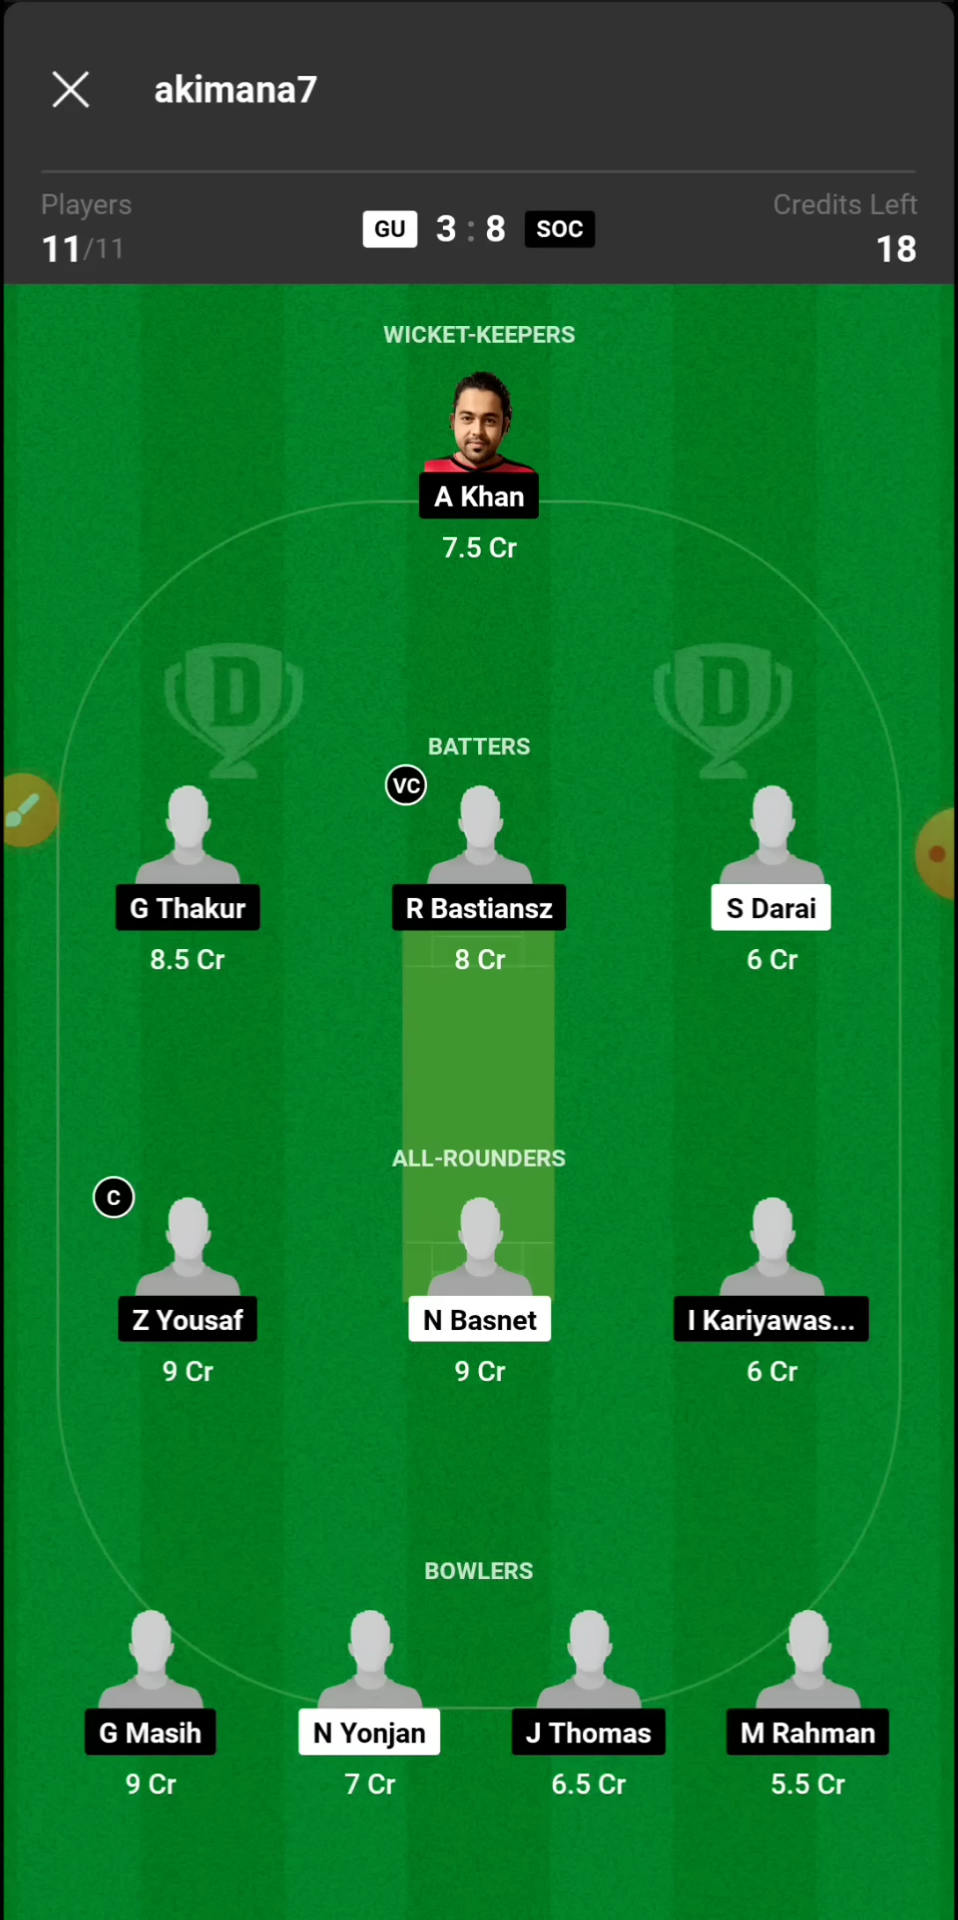 akimana7
Players
Credits Left
GU 3 : 8 SOC
11/11
18
WICKET-KEEPERS
A Khan
7.5 Cr
D D
BATTERS
VC
G Thakur R Bastiansz S Darai
8.5 Cr 8 Cr 6 Cr
ALL-ROUNDERS
C
Z Yousaf N Basnet I Kariyawas...
9 Cr 9 Cr 6 Cr
BOWLERS
G Masih N Yonjan J Thomas M Rahman
9 Cr 7 Cr 6.5 Cr 5.5 Cr